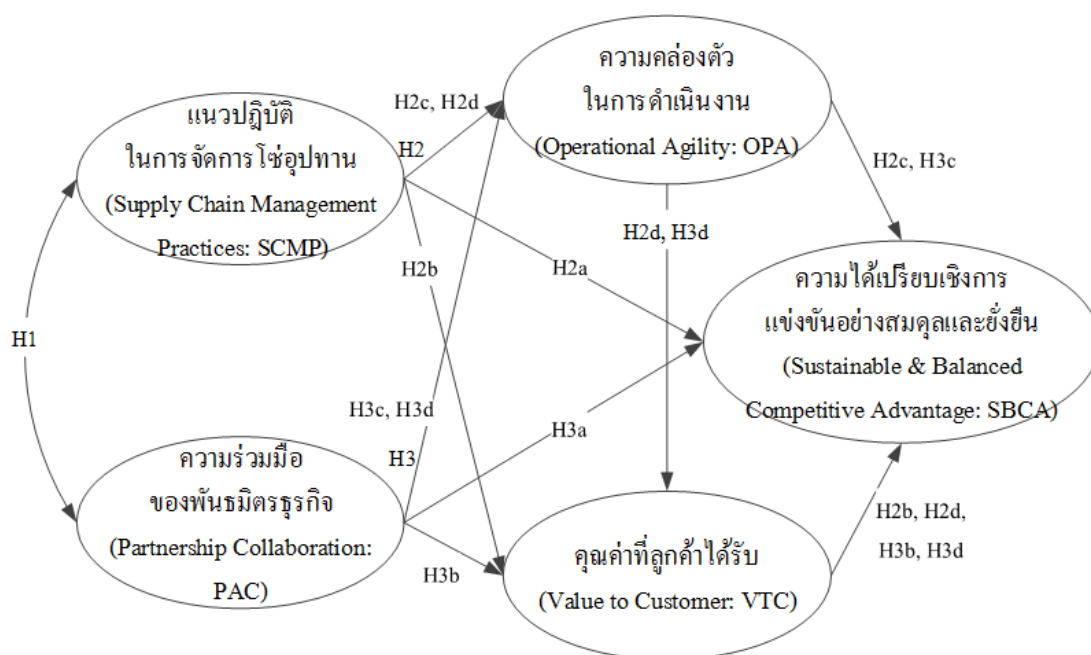 ความคล่องตัว
ในการดำเนินงาน
(Operational Agility: OPA)
แนวปฎิบัติ
ในการจัดการโซ่อุปทาน
(Supply Chain Management
Practices: SCMP)
H2c, H2d
H2
H2c, H3c
H2d, H3d
H2b
H2a
H1
ความได้เปรียบเชิงการ
แข่งขันอย่างสมดุลและยั่งยืน
(Sustainable & Balanced
Competitive Advantage: SBCA)
H3c, H3d
H3
H3a
ความร่วมมือ
ของพันธมิตรธุรกิจ
(Partnership Collaboration:
PAC)
H3b
คุณค่าที่ลูกค้าได้รับ
(Value to Customer: VTC)
H2b, H2d,
H3b, H3d